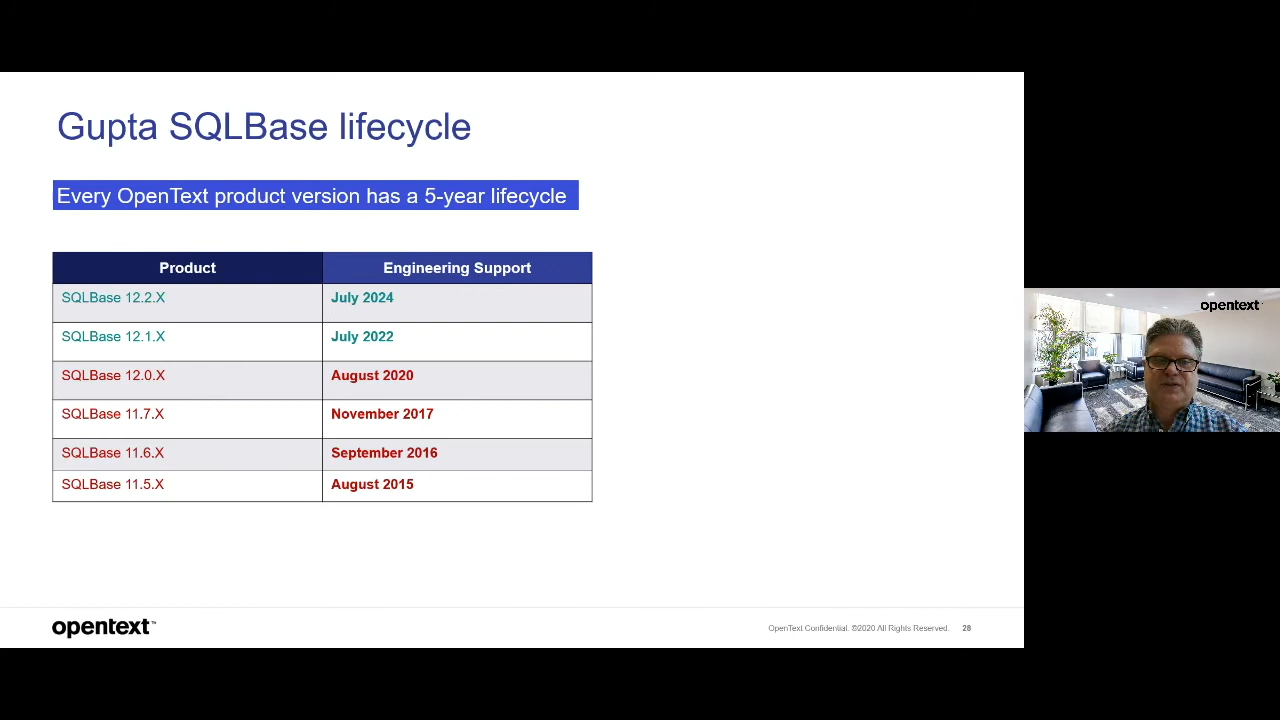 Gupta SQLBase lifecycle
Every OpenText product version has a 5-year lifecycle
Product Engineering Support
SQLBase 12.2.X July 2024
SQLBase 12.1.X July 2022
SQLBase 12.0.X August 2020
SQLBase 11.7.X November 2017
SQLBase 11.6.X September 2016
SQLBase 11.5.X August 2015
opentext™
OpenText Confidential. ©2020 All Rights Reserved. 28
opentext™